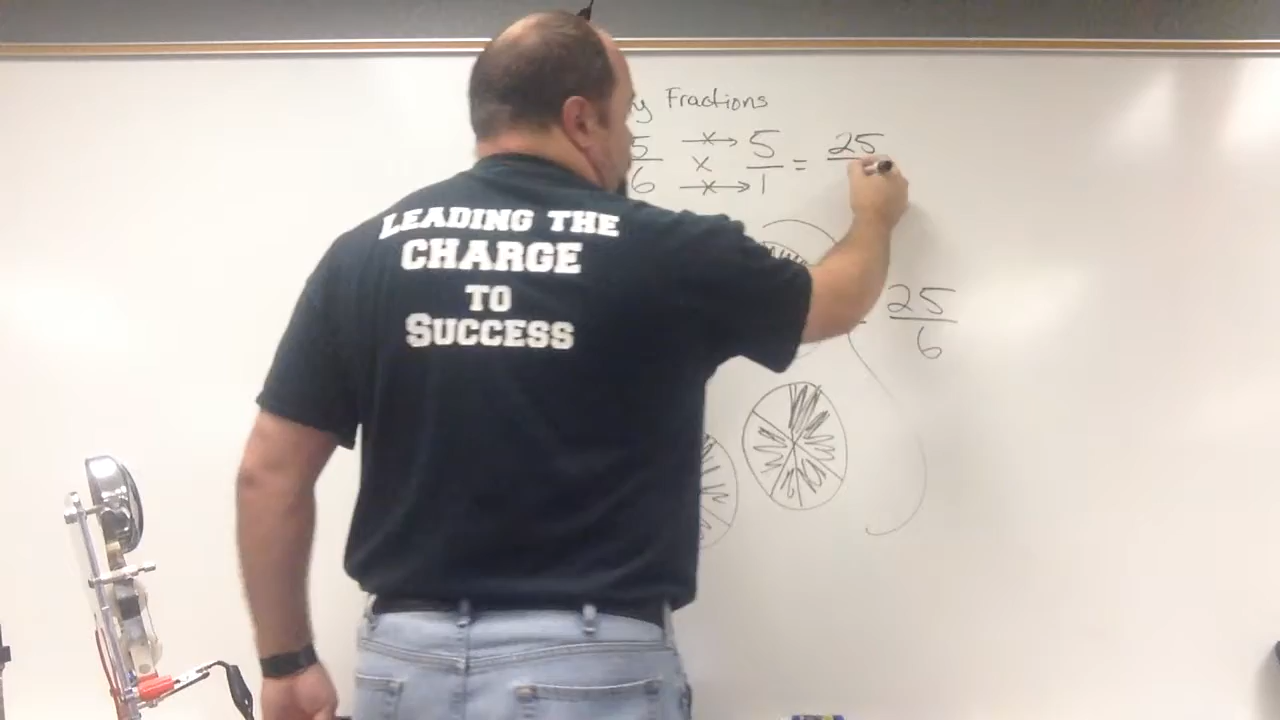 y Fractions
5/6 x 5/1 = 25
25/6
LEADING THE
CHARGE
TO
SUCCESS